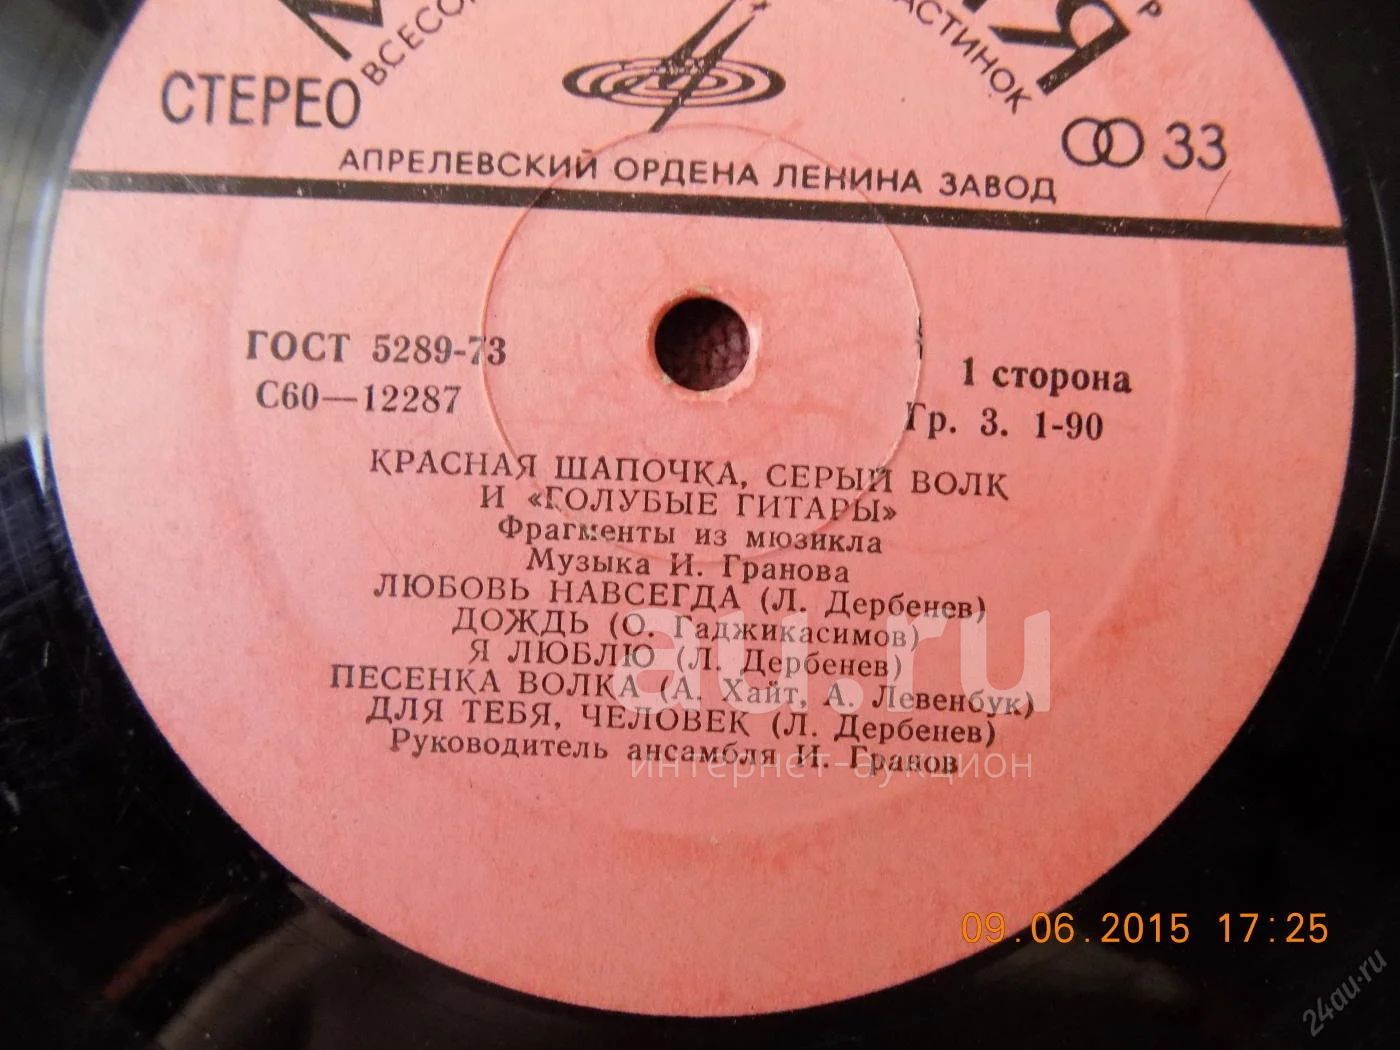 СТЕРЕО
33
АПРЕЛЕВСКИЙ ОРДЕНА ЛЕНИНА ЗАВОД
ГОСТ 5289-73
С60—12287
1 сторона
Гр. 3. 1-90
КРАСНАЯ ШАПОЧКА, СЕРЫЙ ВОЛК
И «ГОЛУБЫЕ ГИТАРЫ»
Фрагменты из мюзикла
Музыка И. Гранова
ЛЮБОВЬ НАВСЕГДА (Л. Дербенев)
ДОЖДЬ (О. Гаджикасимов)
Я ЛЮБЛЮ (Л. Дербенев)
ПЕСЕНКА ВОЛКА (А. Хайт, А. Левенбук)
ДЛЯ ТЕБЯ, ЧЕЛОВЕК (Л. Дербенев)
Руководитель ансамбля И. Гранов
au.ru
интернет-аукцион
09.06.2015 17:25
24au.ru